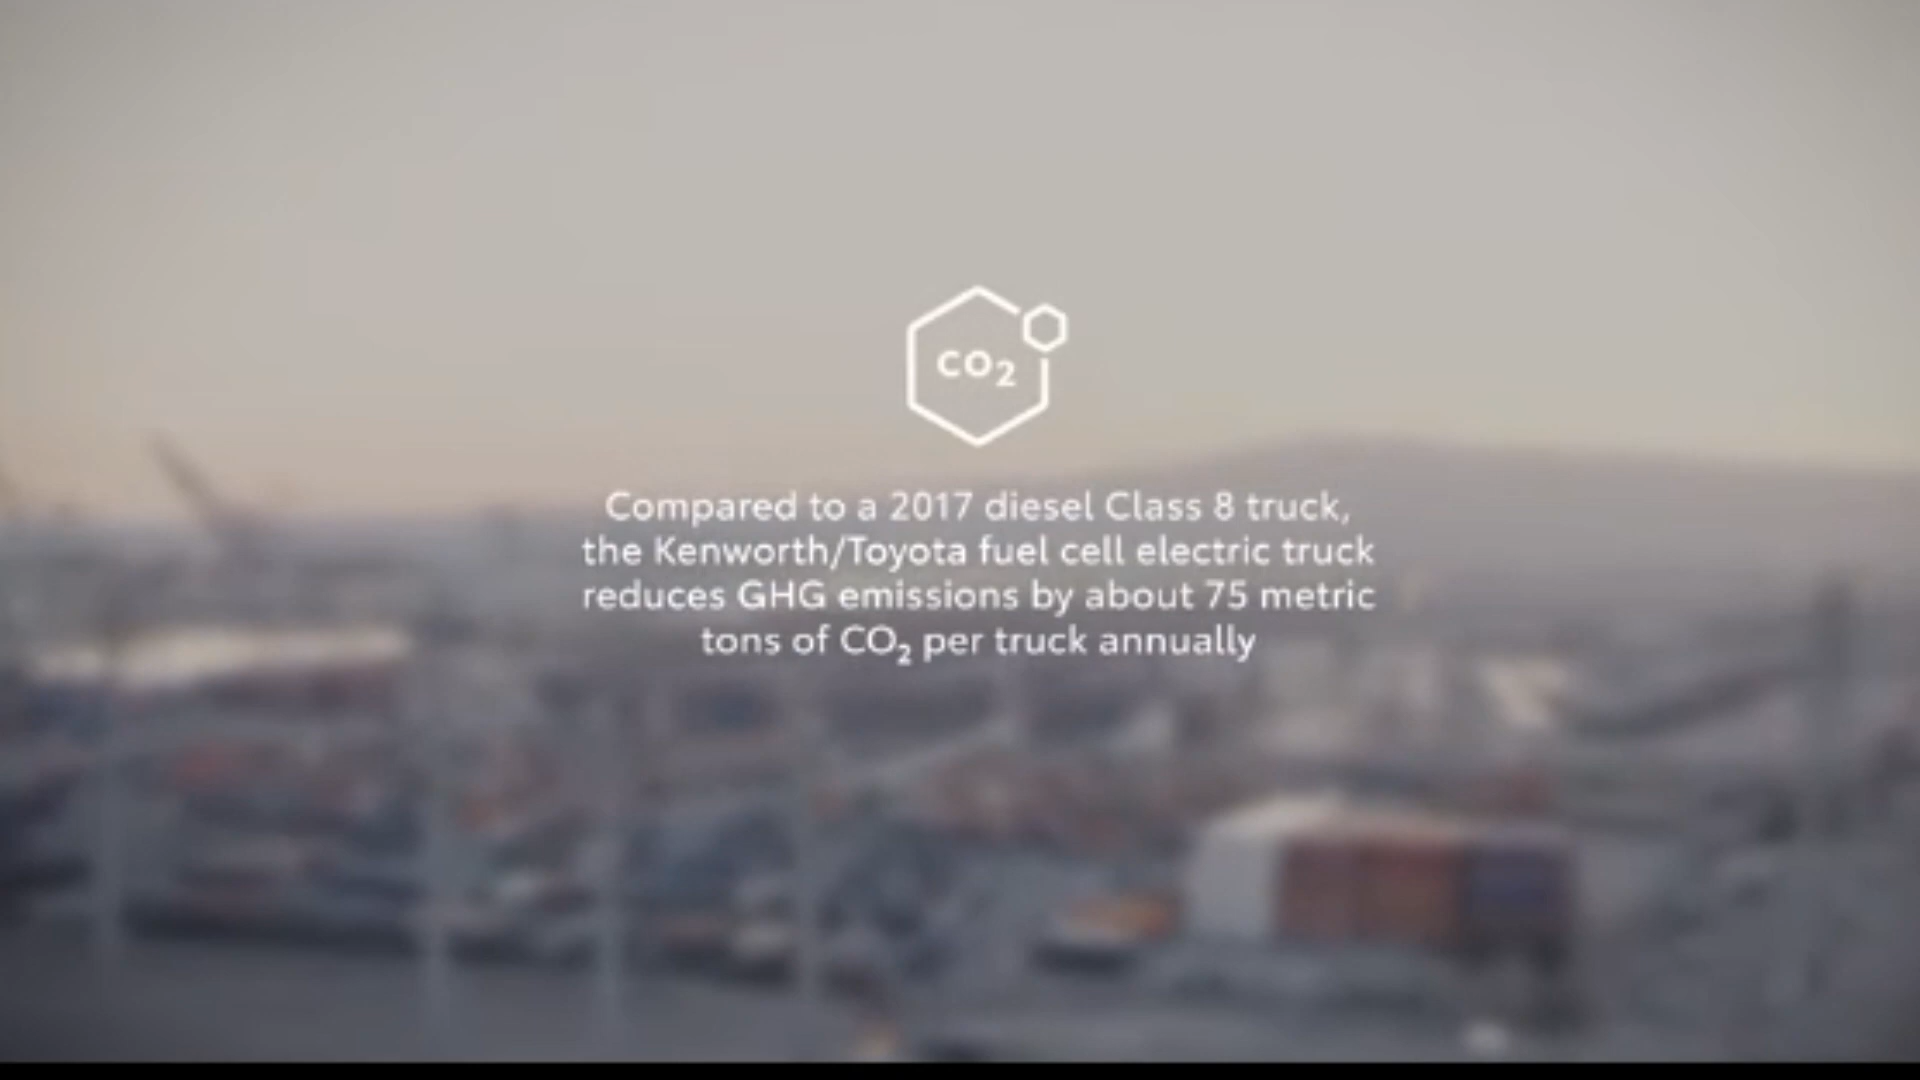 CO₂
Compared to a 2017 diesel Class 8 truck,
the Kenworth/Toyota fuel cell electric truck
reduces GHG emissions by about 75 metric
tons of CO₂ per truck annually